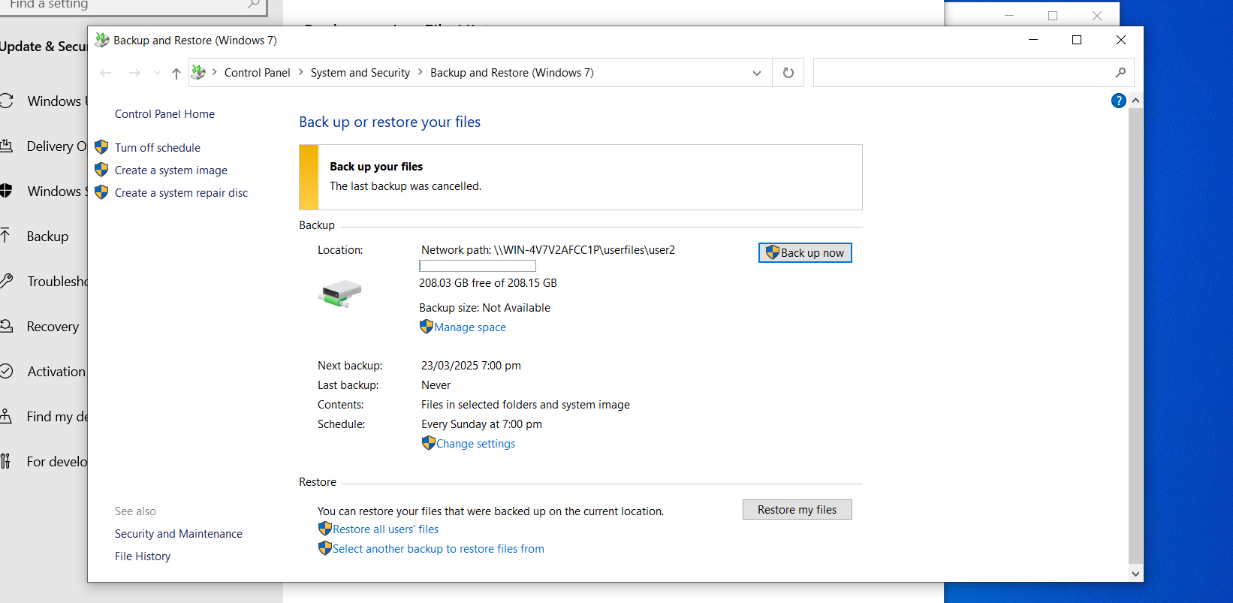 Find a setting
Backup and Restore (Windows 7)
Control Panel > System and Security > Backup and Restore (Windows 7)
Update & Secu
Windows U
Delivery O
Windows S
Backup
Troublesho
Recovery
Activation
Find my de
For develo
Control Panel Home
Turn off schedule
Create a system image
Create a system repair disc
See also
Security and Maintenance
File History
?
Back up or restore your files
Back up your files
The last backup was cancelled.
Backup
Location:
Network path: \\WIN-4V7V2AFCC1P\userfiles\user2
Back up now
208.03 GB free of 208.15 GB
Backup size: Not Available
Manage space
Next backup: 23/03/2025 7:00 pm
Last backup: Never
Contents: Files in selected folders and system image
Schedule: Every Sunday at 7:00 pm
Change settings
Restore
You can restore your files that were backed up on the current location.
Restore my files
Restore all users' files
Select another backup to restore files from